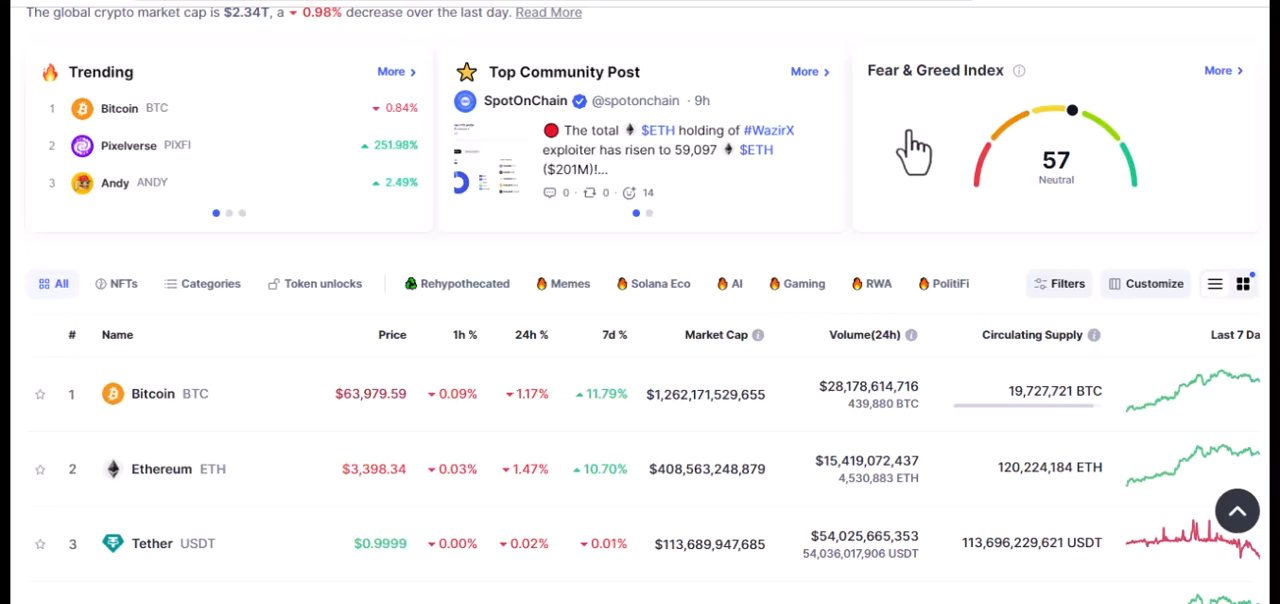 The global crypto market cap is $2.34T, a 0.98% decrease over the last day. Read More
Trending More
1 Bitcoin BTC 0.84%
2 Pixelverse PIXFI 251.98%
3 Andy ANDY 2.49%
Top Community Post More
SpotOnChain @spotonchain · 9h
The total $ETH holding of #WazirX
exploiter has risen to 59,097 $ETH
($201M)!...
0 · 0 · 14
Fear & Greed Index More
57
Neutral
All NFTs Categories Token unlocks Rehypothecated Memes Solana Eco AI Gaming RWA PolitiFi Filters Customize
# Name Price 1h % 24h % 7d % Market Cap Volume(24h) Circulating Supply Last 7 Da
1 Bitcoin BTC $63,979.59 0.09% 1.17% 11.79% $1,262,171,529,655 $28,178,614,716 19,727,721 BTC
439,880 BTC
2 Ethereum ETH $3,398.34 0.03% 1.47% 10.70% $408,563,248,879 $15,419,072,437 120,224,184 ETH
4,530,883 ETH
3 Tether USDT $0.9999 0.00% 0.02% 0.01% $113,689,947,685 $54,025,665,353 113,696,229,621 USDT
54,036,017,906 USDT